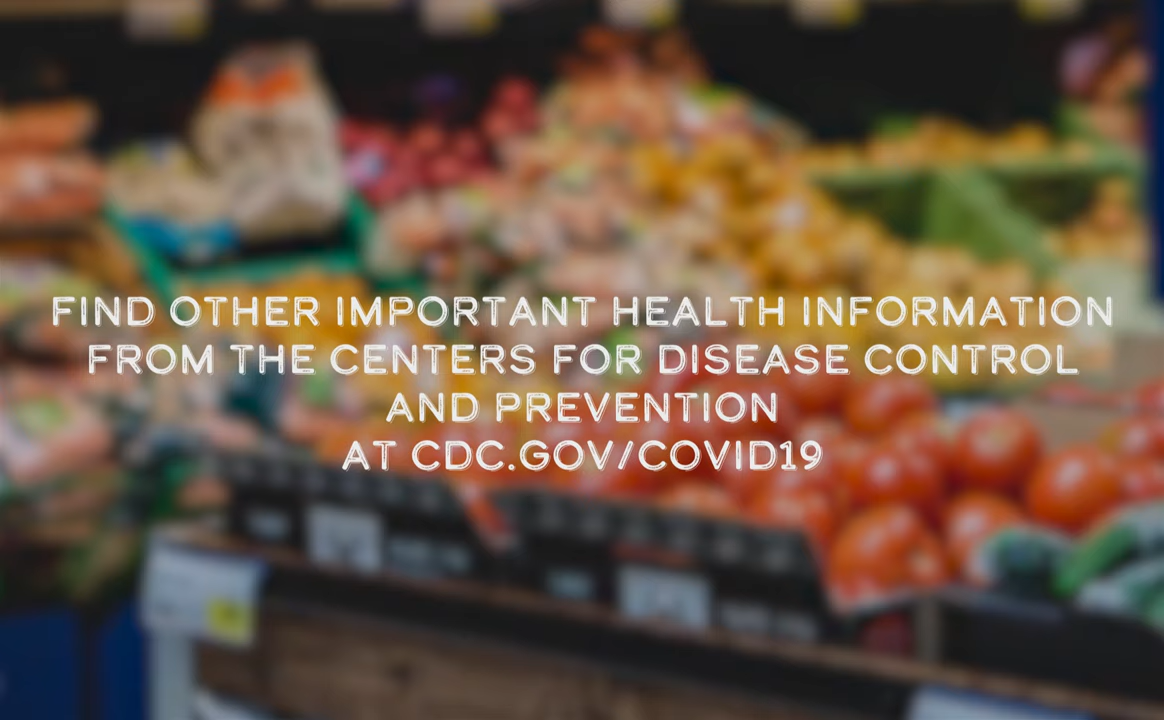 FIND OTHER IMPORTANT HEALTH INFORMATION
FROM THE CENTERS FOR DISEASE CONTROL
AND PREVENTION
AT CDC.GOV/COVID19